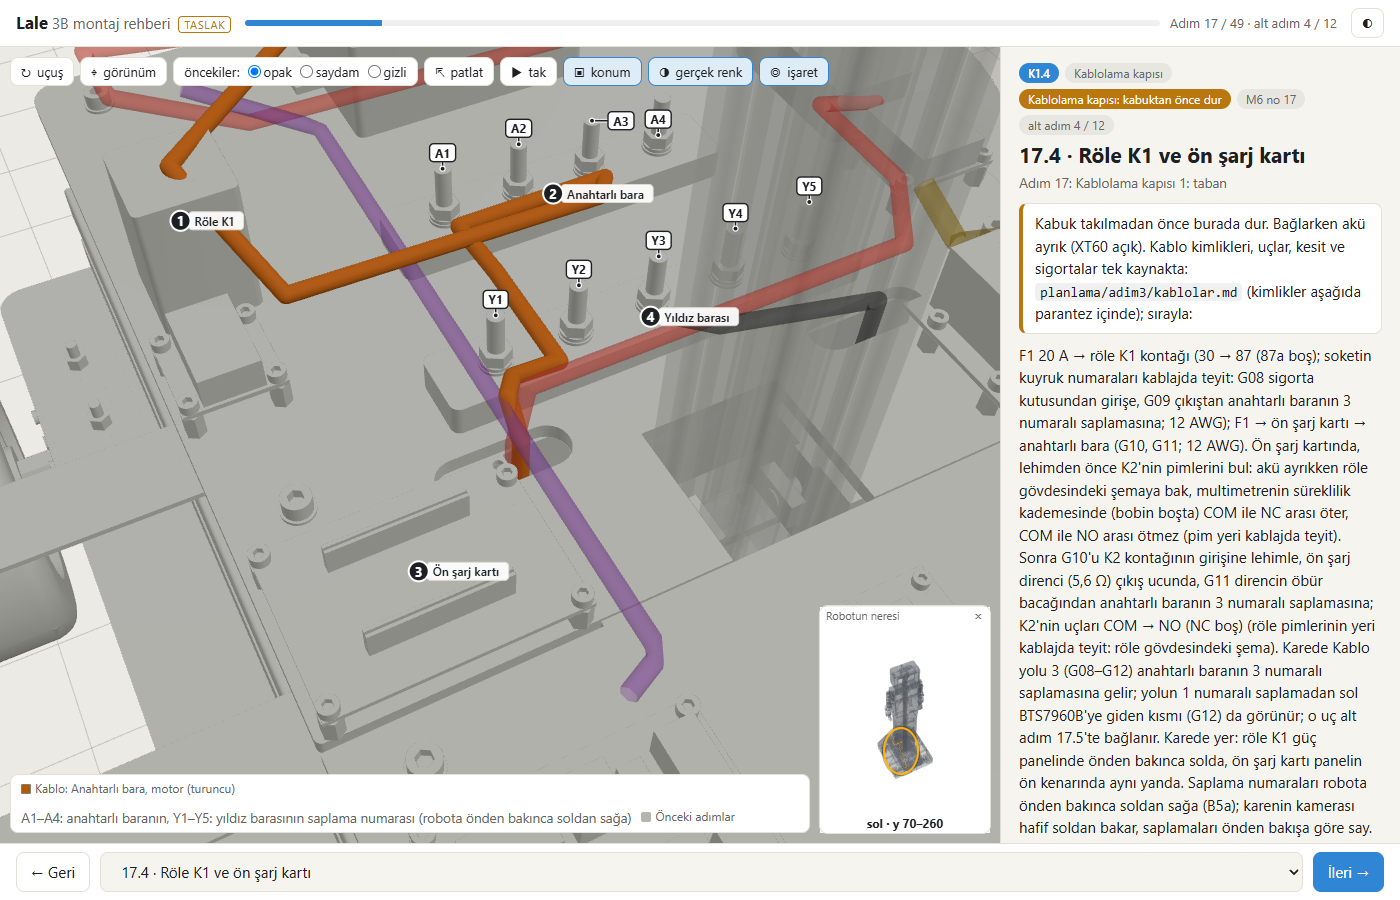 Lale 3B montaj rehberi TASLAK
Adım 17 / 49 · alt adım 4 / 12
↻ uçuş
⌖ görünüm
öncekiler: opak saydam gizli
⇱ patlat
▶ tak
▣ konum
◑ gerçek renk
◎ işaret
A1
A2
A3
A4
Y1
Y2
Y3
Y4
Y5
1 Röle K1
2 Anahtarlı bara
4 Yıldız barası
3 Ön şarj kartı
Robotun neresi ×
sol · y 70–260
Kablo: Anahtarlı bara, motor (turuncu)
A1–A4: anahtarlı baranın, Y1–Y5: yıldız barasının saplama numarası (robota önden bakınca soldan sağa) Önceki adımlar
K1.4 Kablolama kapısı
Kablolama kapısı: kabuktan önce dur M6 no 17
alt adım 4 / 12
17.4 · Röle K1 ve ön şarj kartı
Adım 17: Kablolama kapısı 1: taban
Kabuk takılmadan önce burada dur. Bağlarken akü
ayrık (XT60 açık). Kablo kimlikleri, uçlar, kesit ve
sigortalar tek kaynakta:
planlama/adim3/kablolar.md (kimlikler aşağıda
parantez içinde); sırayla:
F1 20 A → röle K1 kontağı (30 → 87 (87a boş); soketin
kuyruk numaraları kablajda teyit: G08 sigorta
kutusundan girişe, G09 çıkıştan anahtarlı baranın 3
numaralı saplamasına; 12 AWG); F1 → ön şarj kartı →
anahtarlı bara (G10, G11; 12 AWG). Ön şarj kartında,
lehimden önce K2'nin pimlerini bul: akü ayrıkken röle
gövdesindeki şemaya bak, multimetrenin süreklilik
kademesinde (bobin boşta) COM ile NC arası öter,
COM ile NO arası ötmez (pim yeri kablajda teyit).
Sonra G10'u K2 kontağının girişine lehimle, ön şarj
direnci (5,6 Ω) çıkış ucunda, G11 direncin öbür
bacağından anahtarlı baranın 3 numaralı saplamasına;
K2'nin uçları COM → NO (NC boş) (röle pimlerinin yeri
kablajda teyit: röle gövdesindeki şema). Karede Kablo
yolu 3 (G08–G12) anahtarlı baranın 3 numaralı
saplamasına gelir; yolun 1 numaralı saplamadan sol
BTS7960B'ye giden kısmı (G12) da görünür; o uç alt
adım 17.5'te bağlanır. Karede yer: röle K1 güç
panelinde önden bakınca solda, ön şarj kartı panelin
ön kenarında aynı yanda. Saplama numaraları robota
önden bakınca soldan sağa (B5a); karenin kamerası
hafif soldan bakar, saplamaları önden bakışa göre say.
← Geri
17.4 · Röle K1 ve ön şarj kartı
İleri →